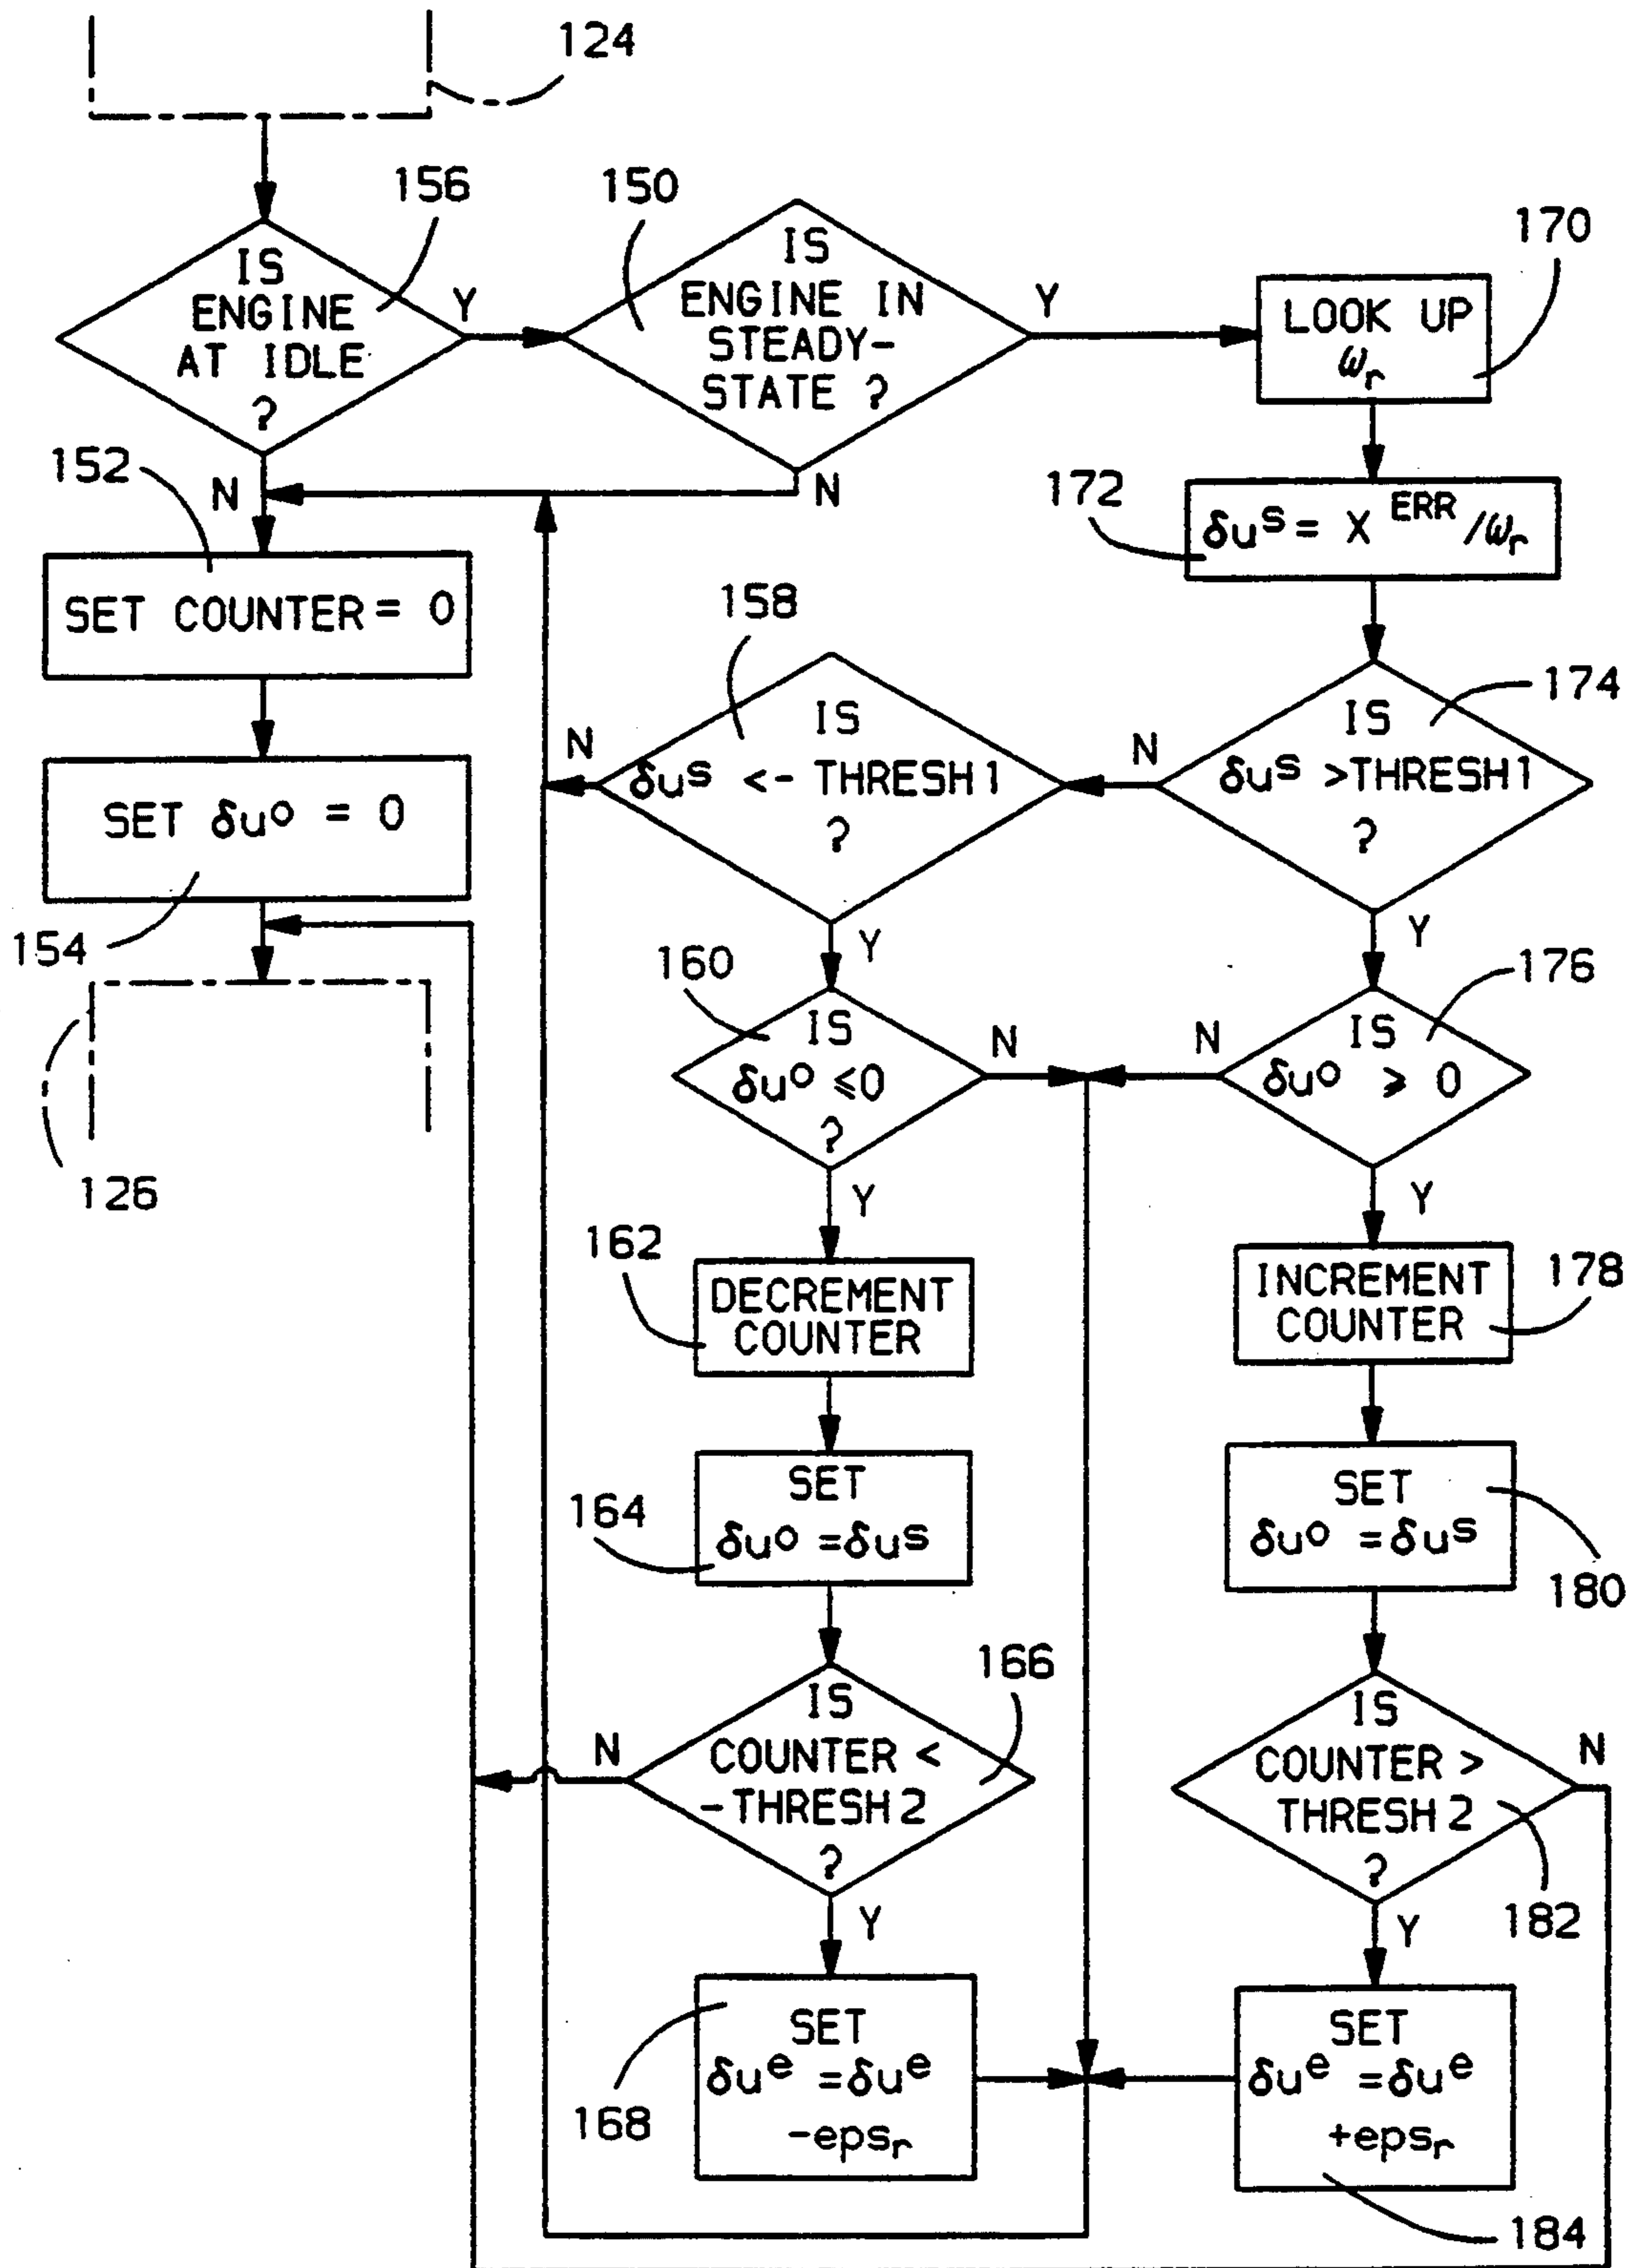 124
156
IS
ENGINE
AT IDLE
?
Y
N
150
IS
ENGINE IN
STEADY-
STATE ?
Y
N
170
LOOK UP
ωr
152
SET COUNTER = 0
172
δuˢ = X ᴱᴿᴿ /ωr
154
SET δuᵒ = 0
126
158
IS
δuˢ <- THRESH1
?
N
Y
174
IS
δuˢ >THRESH1
?
N
Y
160
IS
δuᵒ ≤0
?
N
Y
176
IS
δuᵒ ≥ 0
N
Y
162
DECREMENT
COUNTER
178
INCREMENT
COUNTER
164
SET
δuᵒ =δuˢ
180
SET
δuᵒ =δuˢ
166
IS
COUNTER <
-THRESH2
?
N
Y
182
IS
COUNTER >
THRESH2
?
N
Y
168
SET
δuᵉ =δuᵉ
-epsr
184
SET
δuᵉ =δuᵉ
+epsr